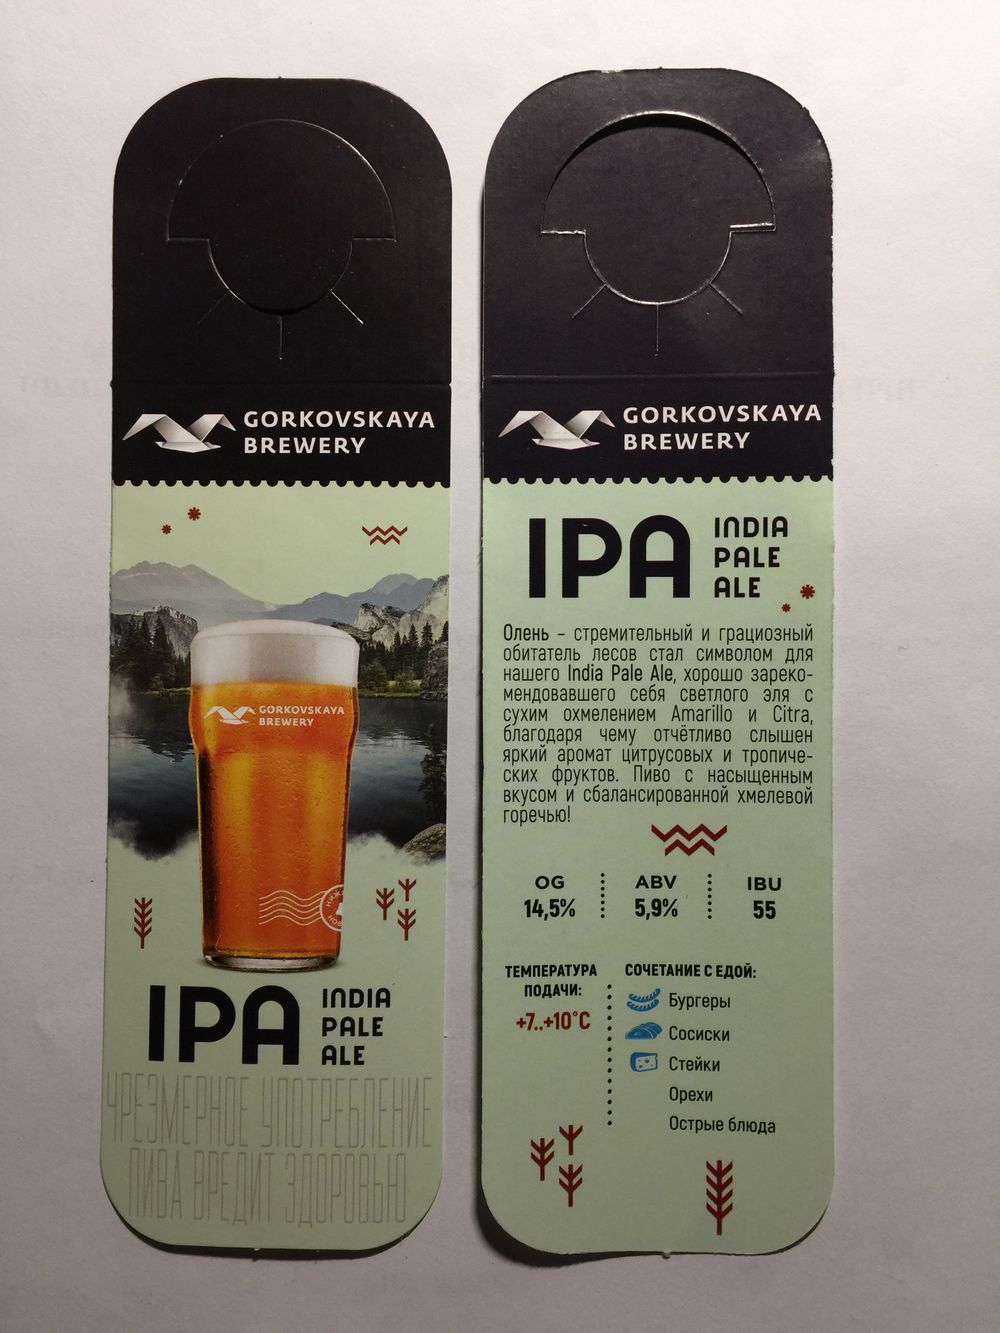 GORKOVSKAYA
BREWERY
GORKOVSKAYA
BREWERY
IPA
INDIA
PALE
ALE
ЧРЕЗМЕРНОЕ УПОТРЕБЛЕНИЕ
ПИВА ВРЕДИТ ЗДОРОВЬЮ
GORKOVSKAYA
BREWERY
IPA
INDIA
PALE
ALE
Олень – стремительный и грациозный
обитатель лесов стал символом для
нашего India Pale Ale, хорошо зареко-
мендовавшего себя светлого эля с
сухим охмелением Amarillo и Citra,
благодаря чему отчётливо слышен
яркий аромат цитрусовых и тропиче-
ских фруктов. Пиво с насыщенным
вкусом и сбалансированной хмелевой
горечью!
OG ABV IBU
14,5% 5,9% 55
ТЕМПЕРАТУРА
ПОДАЧИ:
+7..+10°C
СОЧЕТАНИЕ С ЕДОЙ:
Бургеры
Сосиски
Стейки
Орехи
Острые блюда